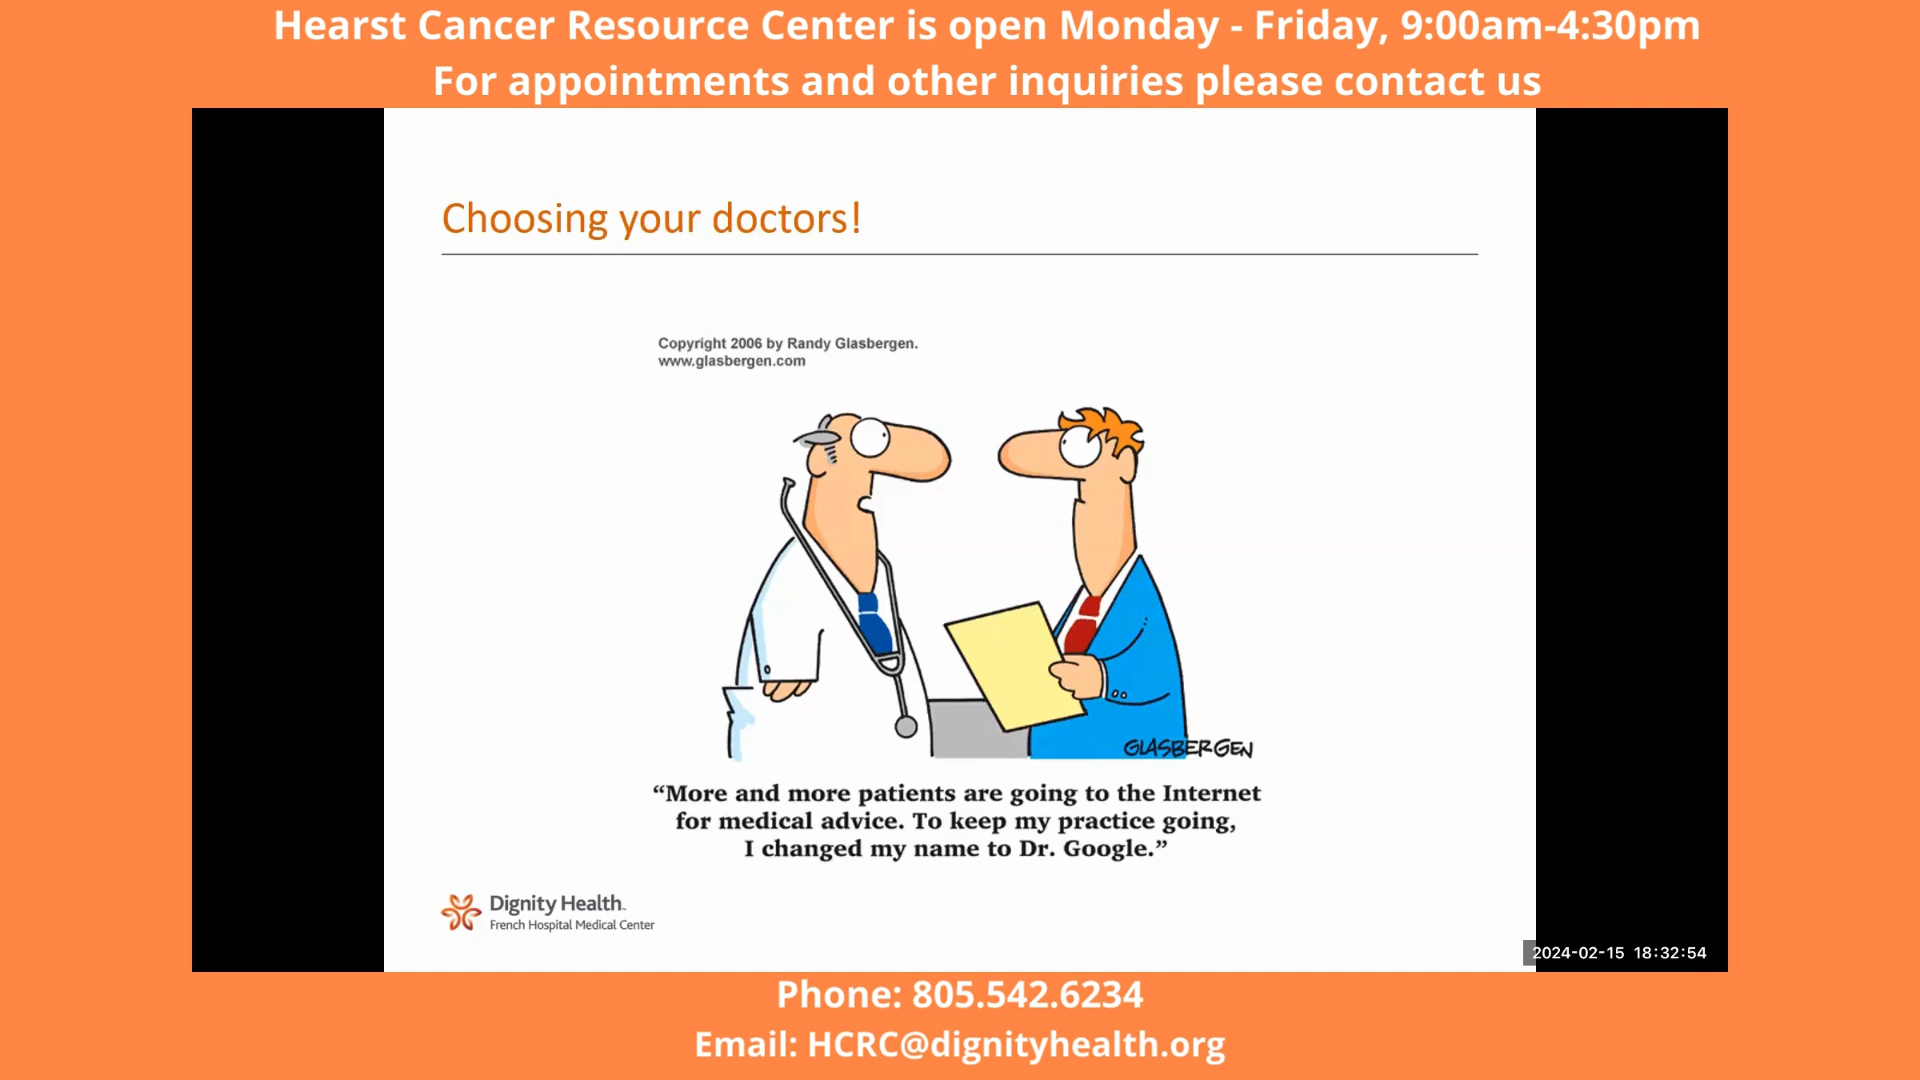 Hearst Cancer Resource Center is open Monday - Friday, 9:00am-4:30pm
For appointments and other inquiries please contact us
Choosing your doctors!
Copyright 2006 by Randy Glasbergen.
www.glasbergen.com
GLASBERGEN
“More and more patients are going to the Internet
for medical advice. To keep my practice going,
I changed my name to Dr. Google.”
Dignity Health™
French Hospital Medical Center
2024-02-15 18:32:54
Phone: 805.542.6234
Email: HCRC@dignityhealth.org